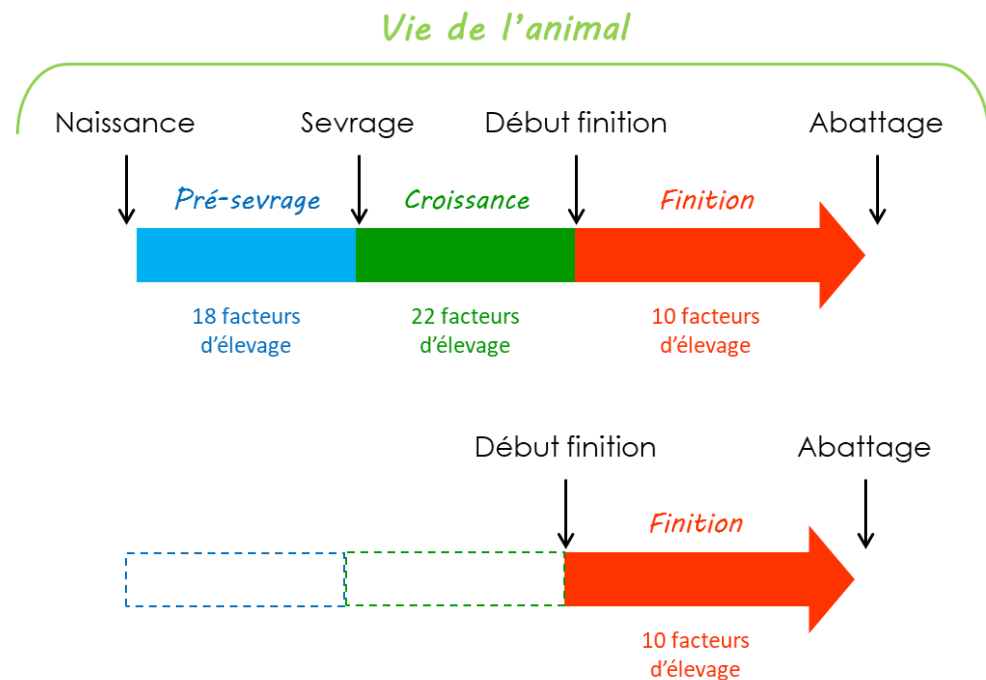 Vie de l’animal
Naissance Sevrage Début finition Abattage
Pré-sevrage Croissance Finition
18 facteurs 22 facteurs 10 facteurs
d’élevage d’élevage d’élevage
Début finition Abattage
Finition
10 facteurs
d’élevage